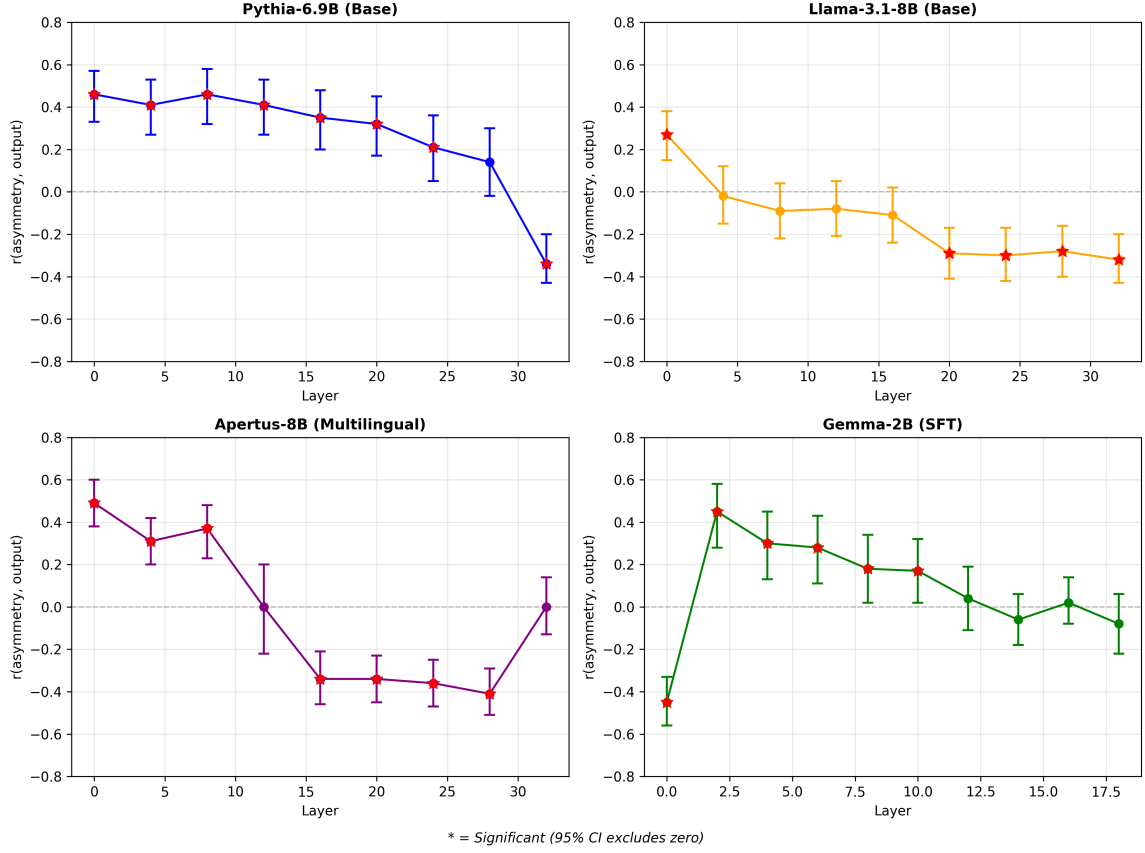 Pythia-6.9B (Base)
0.8
0.6
0.4
0.2
0.0
−0.2
−0.4
−0.6
−0.8
r(asymmetry, output)
0 5 10 15 20 25 30
Layer
Llama-3.1-8B (Base)
0.8
0.6
0.4
0.2
0.0
−0.2
−0.4
−0.6
−0.8
r(asymmetry, output)
0 5 10 15 20 25 30
Layer
Apertus-8B (Multilingual)
0.8
0.6
0.4
0.2
0.0
−0.2
−0.4
−0.6
−0.8
r(asymmetry, output)
0 5 10 15 20 25 30
Layer
Gemma-2B (SFT)
0.8
0.6
0.4
0.2
0.0
−0.2
−0.4
−0.6
−0.8
r(asymmetry, output)
0.0 2.5 5.0 7.5 10.0 12.5 15.0 17.5
Layer
* = Significant (95% CI excludes zero)